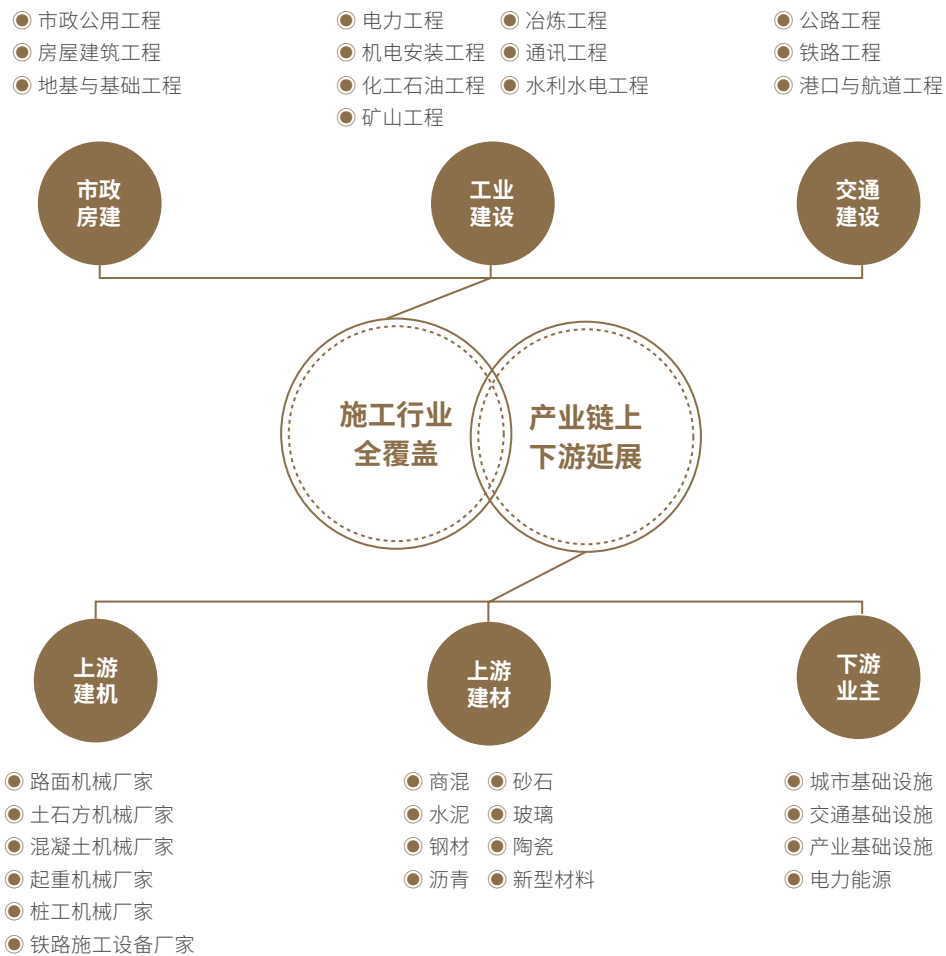 市政公用工程
房屋建筑工程
地基与基础工程
电力工程
机电安装工程
化工石油工程
矿山工程
冶炼工程
通讯工程
水利水电工程
公路工程
铁路工程
港口与航道工程
市政
房建
工业
建设
交通
建设
施工行业
全覆盖
产业链上
下游延展
上游
建机
上游
建材
下游
业主
路面机械厂家
土石方机械厂家
混凝土机械厂家
起重机械厂家
桩工机械厂家
铁路施工设备厂家
商混
水泥
钢材
沥青
砂石
玻璃
陶瓷
新型材料
城市基础设施
交通基础设施
产业基础设施
电力能源